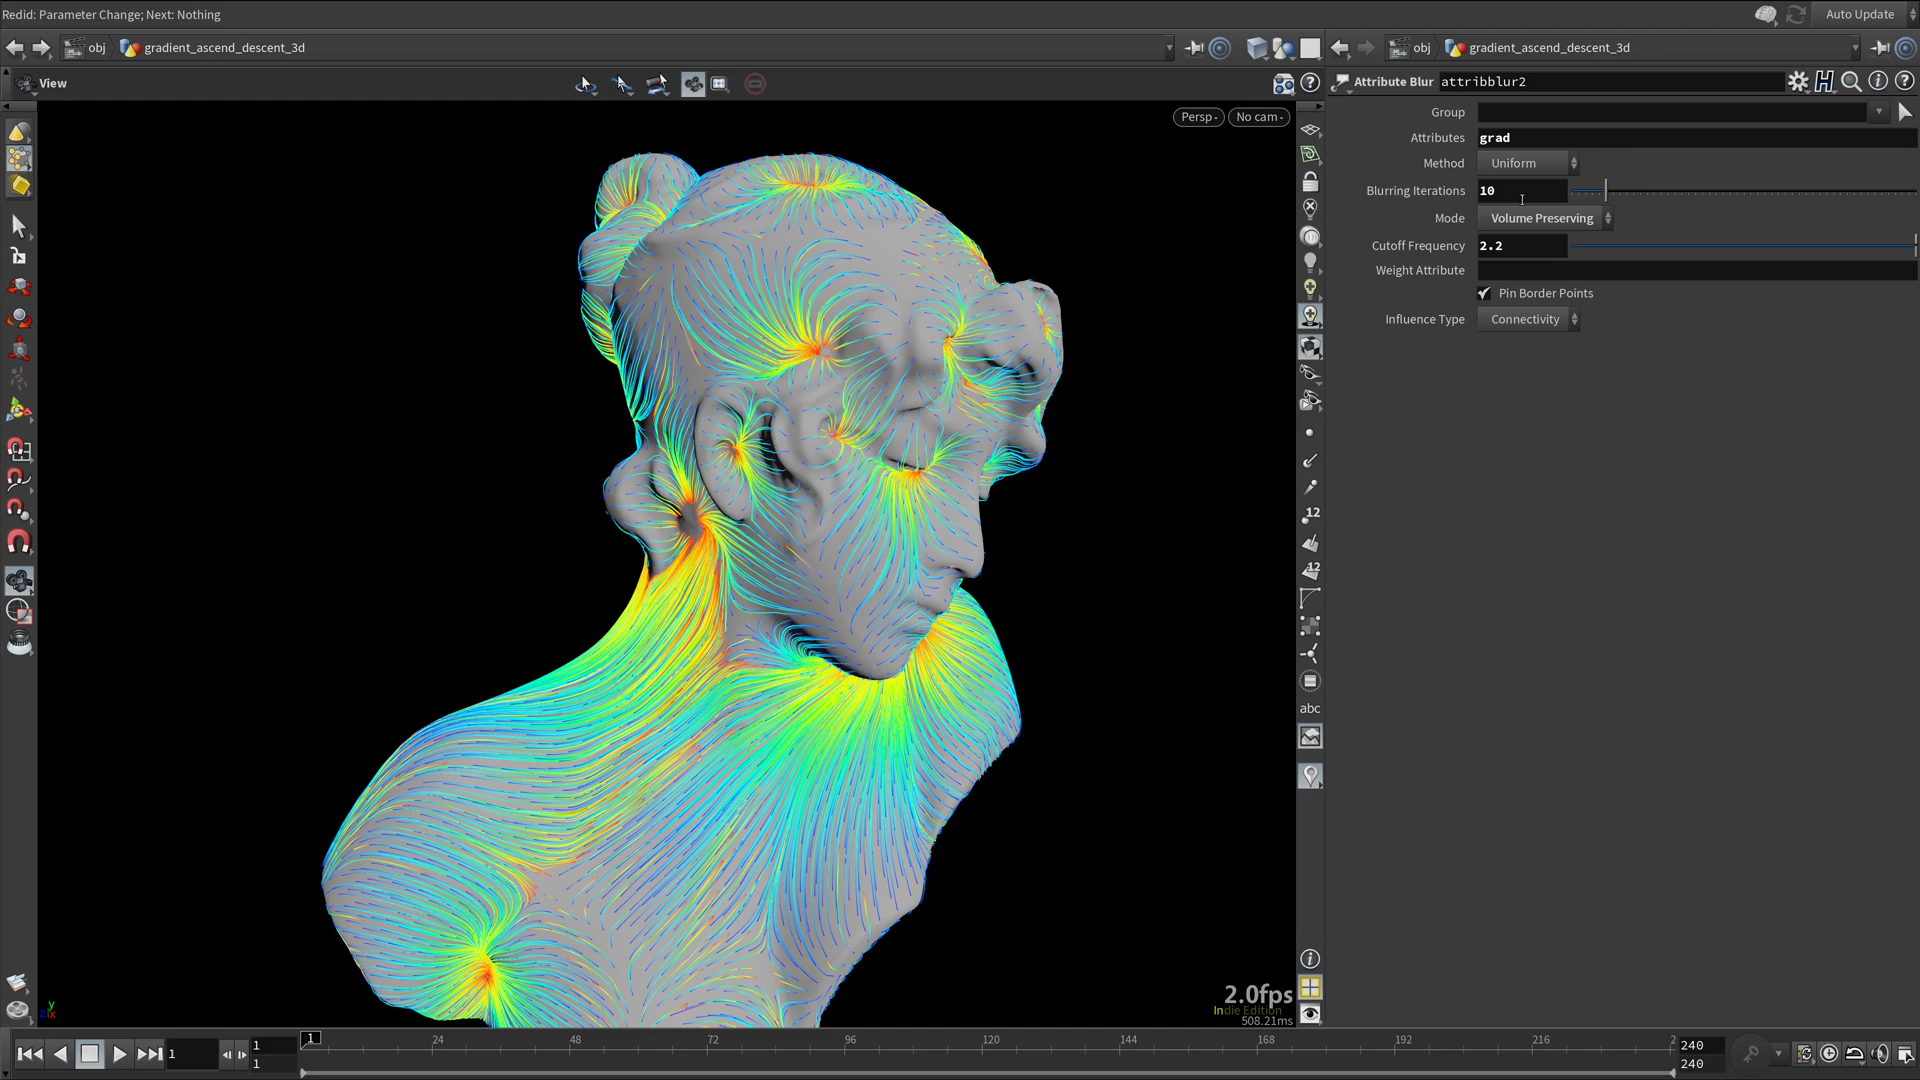 Redid: Parameter Change; Next: Nothing
Auto Update
obj
gradient_ascend_descent_3d
obj
gradient_ascend_descent_3d
View
Attribute Blur
attribblur2
Persp
No cam
Group
Attributes
grad
Method
Uniform
Blurring Iterations
10
Mode
Volume Preserving
Cutoff Frequency
2.2
Weight Attribute
Pin Border Points
Influence Type
Connectivity
12
12
abc
2.0fps
Indie Edition
508.21ms
y
x
1
1
1
1
24
48
72
96
120
144
168
192
216
2
240
240